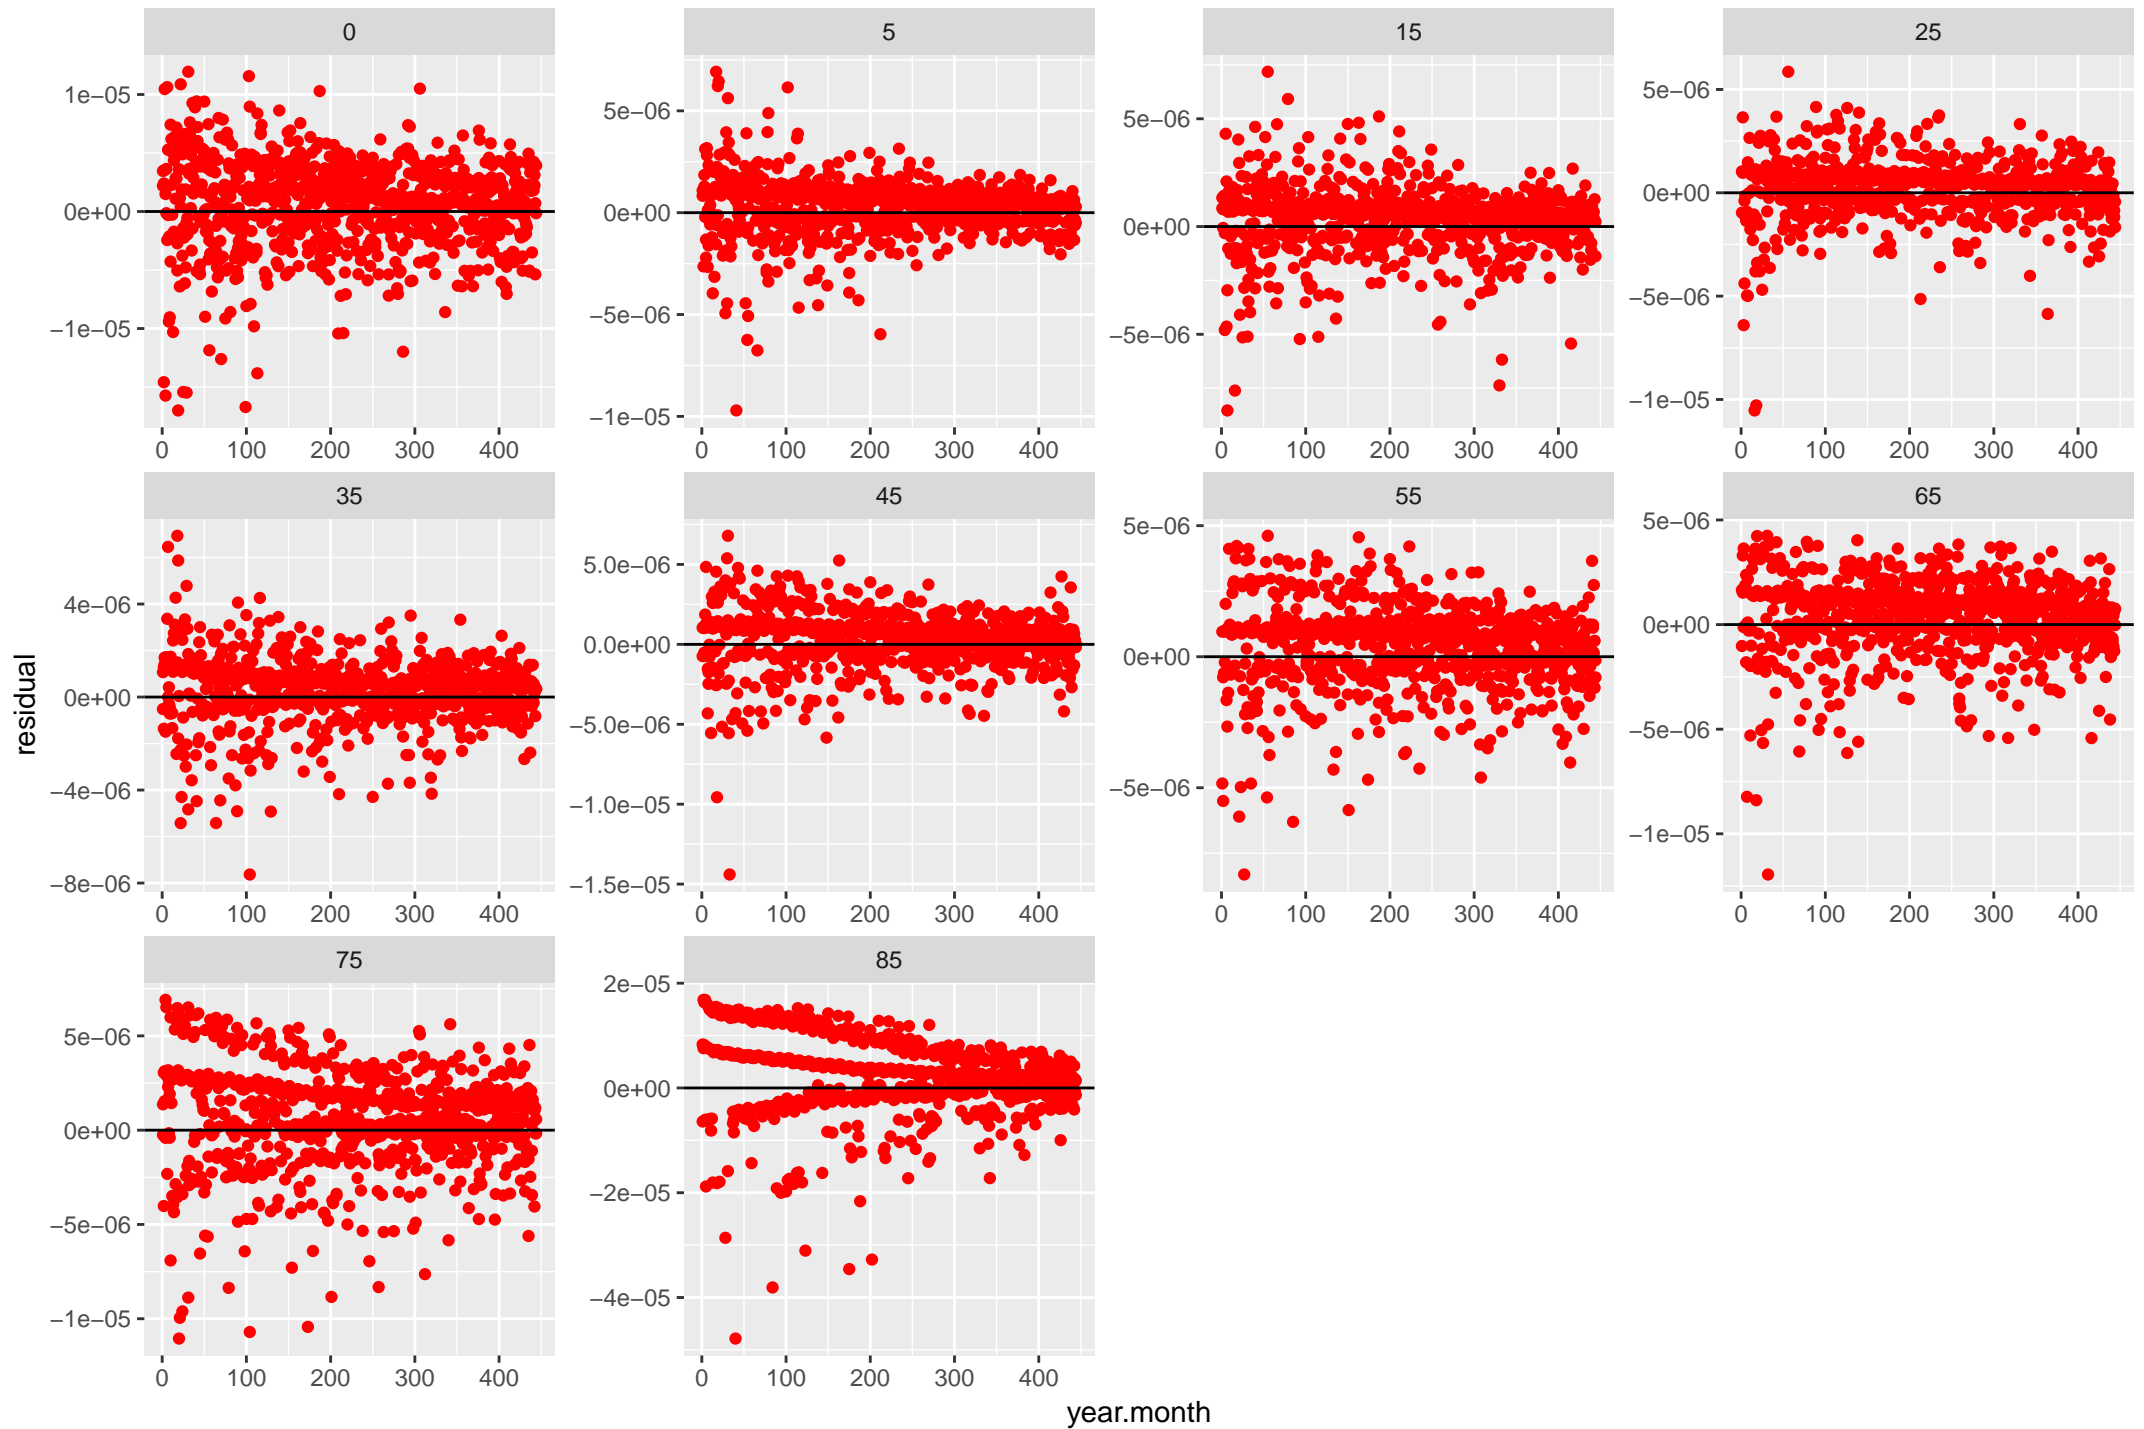 0 5 15 25
1e−05
0e+00
−1e−05
5e−06
0e+00
−5e−06
−1e−05
5e−06
0e+00
−5e−06
5e−06
0e+00
−5e−06
−1e−05
0 100 200 300 400
0 100 200 300 400
0 100 200 300 400
0 100 200 300 400
35 45 55 65
4e−06
0e+00
−4e−06
−8e−06
5.0e−06
0.0e+00
−5.0e−06
−1.0e−05
−1.5e−05
5e−06
0e+00
−5e−06
5e−06
0e+00
−5e−06
−1e−05
0 100 200 300 400
0 100 200 300 400
0 100 200 300 400
0 100 200 300 400
residual
75 85
5e−06
0e+00
−5e−06
−1e−05
2e−05
0e+00
−2e−05
−4e−05
0 100 200 300 400
0 100 200 300 400
year.month